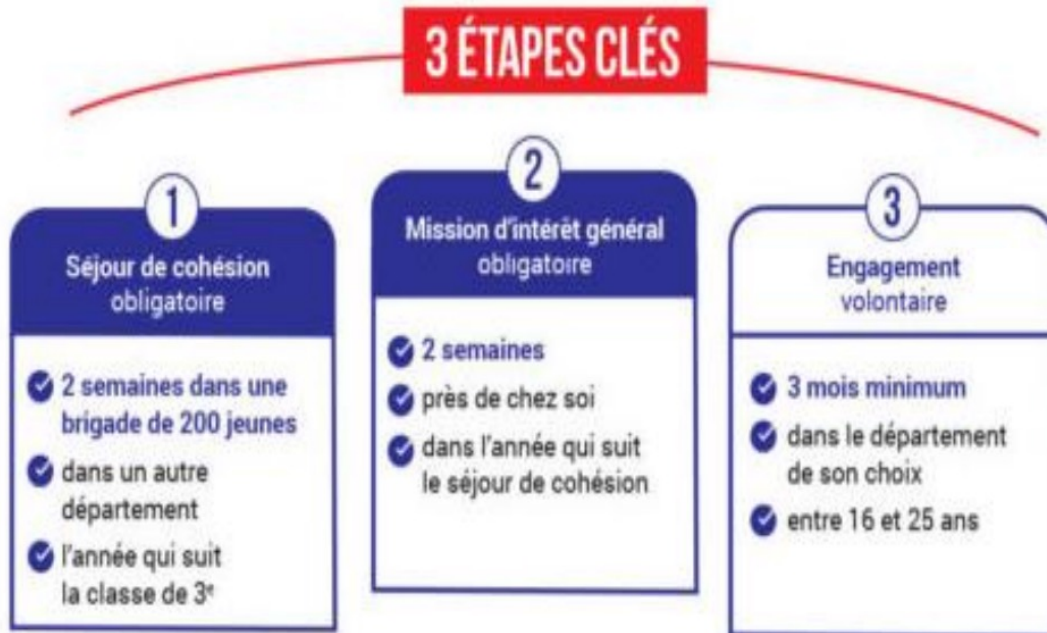 3 ÉTAPES CLÉS
1
Séjour de cohésion
obligatoire
2 semaines dans une
brigade de 200 jeunes
dans un autre
département
l'année qui suit
la classe de 3ᵉ
2
Mission d'intérêt général
obligatoire
2 semaines
près de chez soi
dans l'année qui suit
le séjour de cohésion
3
Engagement
volontaire
3 mois minimum
dans le département
de son choix
entre 16 et 25 ans